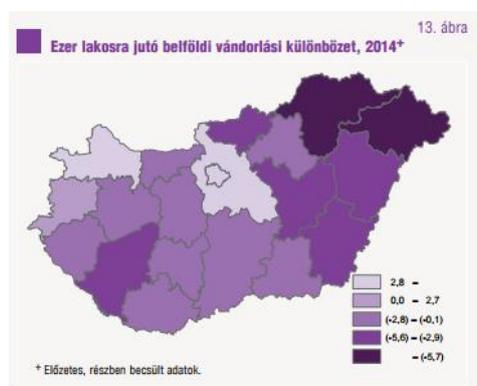 13. ábra
Ezer lakosra jutó belföldi vándorlási különbözet, 2014+
2,8 –
0,0 – 2,7
(-2,8) – (-0,1)
(-5,6) – (-2,9)
– (-5,7)
+ Előzetes, részben becsült adatok.